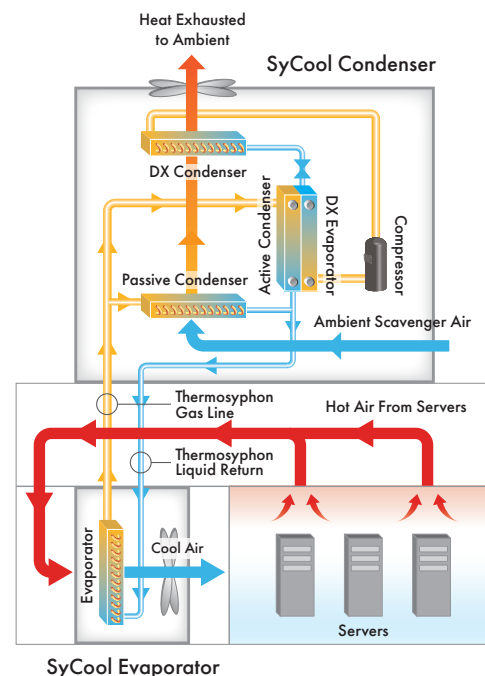 Heat Exhausted
to Ambient
SyCool Condenser
DX Condenser
Active Condenser
DX Evaporator
Compressor
Passive Condenser
Ambient Scavenger Air
Thermosyphon
Gas Line
Hot Air From Servers
Thermosyphon
Liquid Return
Evaporator
Cool Air
Servers
SyCool Evaporator